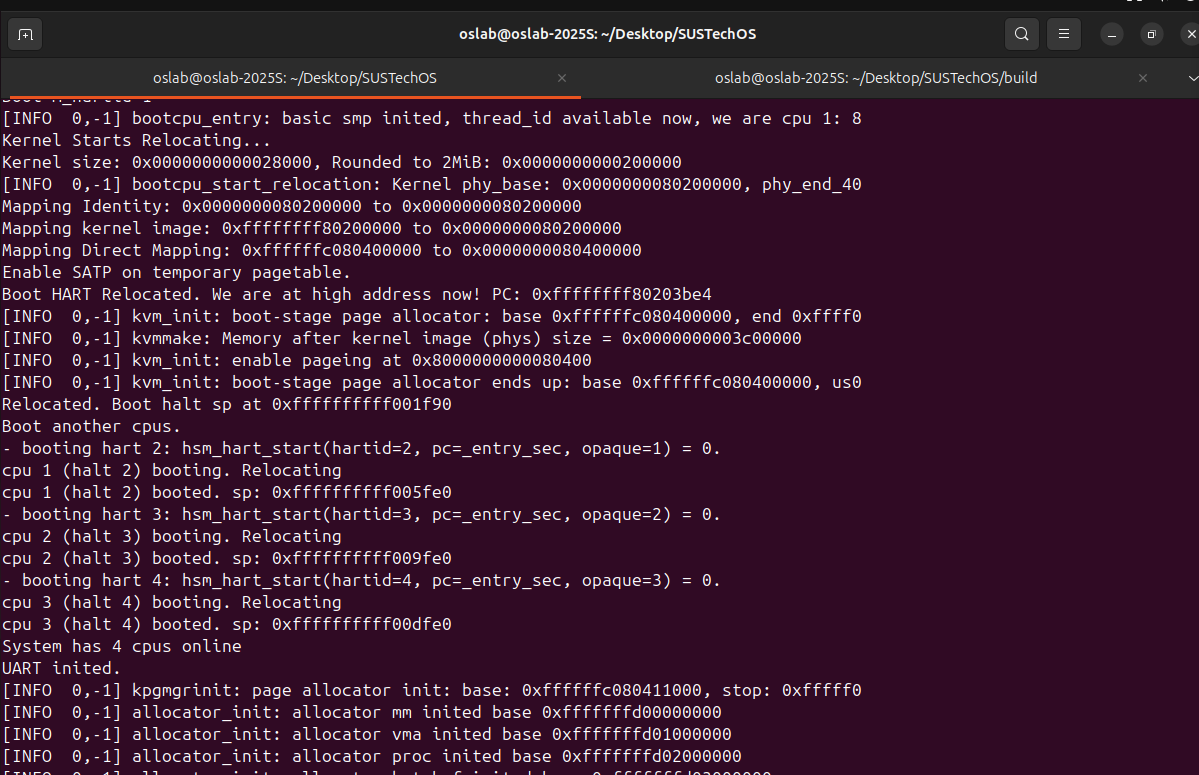 oslab@oslab-2025S: ~/Desktop/SUSTechOS
oslab@oslab-2025S: ~/Desktop/SUSTechOS
oslab@oslab-2025S: ~/Desktop/SUSTechOS/build
[INFO  0,-1] bootcpu_entry: basic smp inited, thread_id available now, we are cpu 1: 8
Kernel Starts Relocating...
Kernel size: 0x0000000000028000, Rounded to 2MiB: 0x0000000000200000
[INFO  0,-1] bootcpu_start_relocation: Kernel phy_base: 0x0000000080200000, phy_end_40
Mapping Identity: 0x0000000080200000 to 0x0000000080200000
Mapping kernel image: 0xffffffff80200000 to 0x0000000080200000
Mapping Direct Mapping: 0xffffffc080400000 to 0x0000000080400000
Enable SATP on temporary pagetable.
Boot HART Relocated. We are at high address now! PC: 0xffffffff80203be4
[INFO  0,-1] kvm_init: boot-stage page allocator: base 0xffffffc080400000, end 0xffff0
[INFO  0,-1] kvmmake: Memory after kernel image (phys) size = 0x0000000003c00000
[INFO  0,-1] kvm_init: enable pageing at 0x8000000000080400
[INFO  0,-1] kvm_init: boot-stage page allocator ends up: base 0xffffffc080400000, us0
Relocated. Boot halt sp at 0xffffffffff001f90
Boot another cpus.
- booting hart 2: hsm_hart_start(hartid=2, pc=_entry_sec, opaque=1) = 0.
cpu 1 (halt 2) booting. Relocating
cpu 1 (halt 2) booted. sp: 0xffffffffff005fe0
- booting hart 3: hsm_hart_start(hartid=3, pc=_entry_sec, opaque=2) = 0.
cpu 2 (halt 3) booting. Relocating
cpu 2 (halt 3) booted. sp: 0xffffffffff009fe0
- booting hart 4: hsm_hart_start(hartid=4, pc=_entry_sec, opaque=3) = 0.
cpu 3 (halt 4) booting. Relocating
cpu 3 (halt 4) booted. sp: 0xffffffffff00dfe0
System has 4 cpus online
UART inited.
[INFO  0,-1] kpgmgrinit: page allocator init: base: 0xffffffc080411000, stop: 0xfffff0
[INFO  0,-1] allocator_init: allocator mm inited base 0xfffffffd00000000
[INFO  0,-1] allocator_init: allocator vma inited base 0xfffffffd01000000
[INFO  0,-1] allocator_init: allocator proc inited base 0xfffffffd02000000